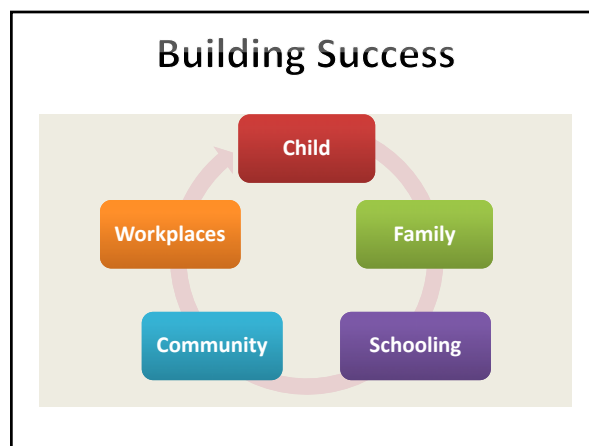 Building Success
Child
Family
Schooling
Community
Workplaces